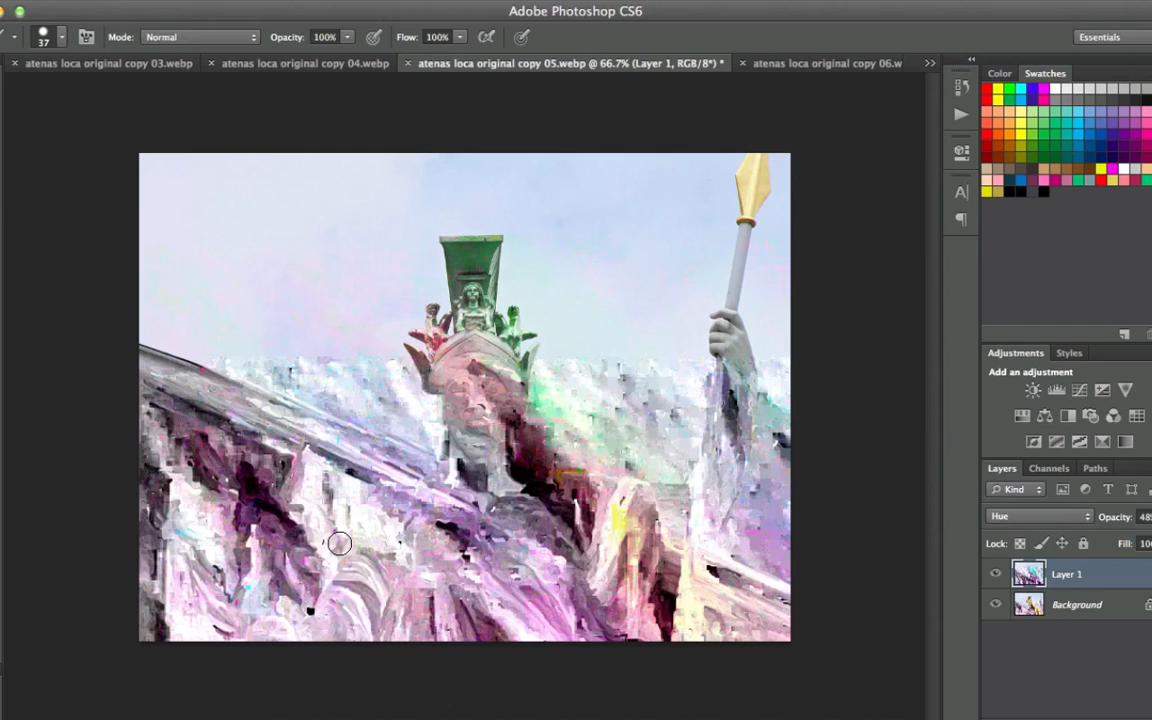 Adobe Photoshop CS6
37 Mode: Normal Opacity: 100% Flow: 100% Essentials
× atenas loca original copy 03.webp × atenas loca original copy 04.webp × atenas loca original copy 05.webp @ 66.7% (Layer 1, RGB/8*) * × atenas loca original copy 06.w >>
Color Swatches
A|
Adjustments Styles
Add an adjustment
Layers Channels Paths
Kind T
Hue Opacity: 48
Lock: Fill: 100
Layer 1
Background